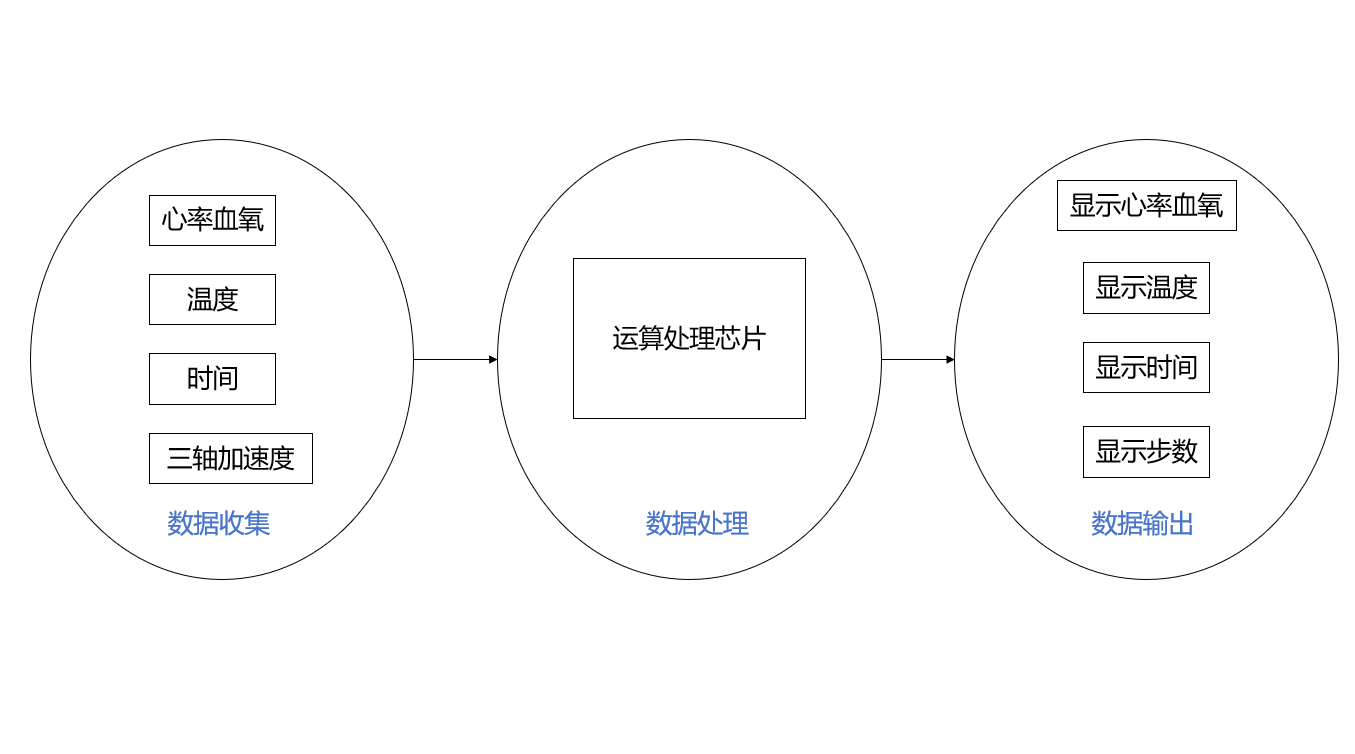 心率血氧
温度
时间
三轴加速度
数据收集
运算处理芯片
数据处理
显示心率血氧
显示温度
显示时间
显示步数
数据输出